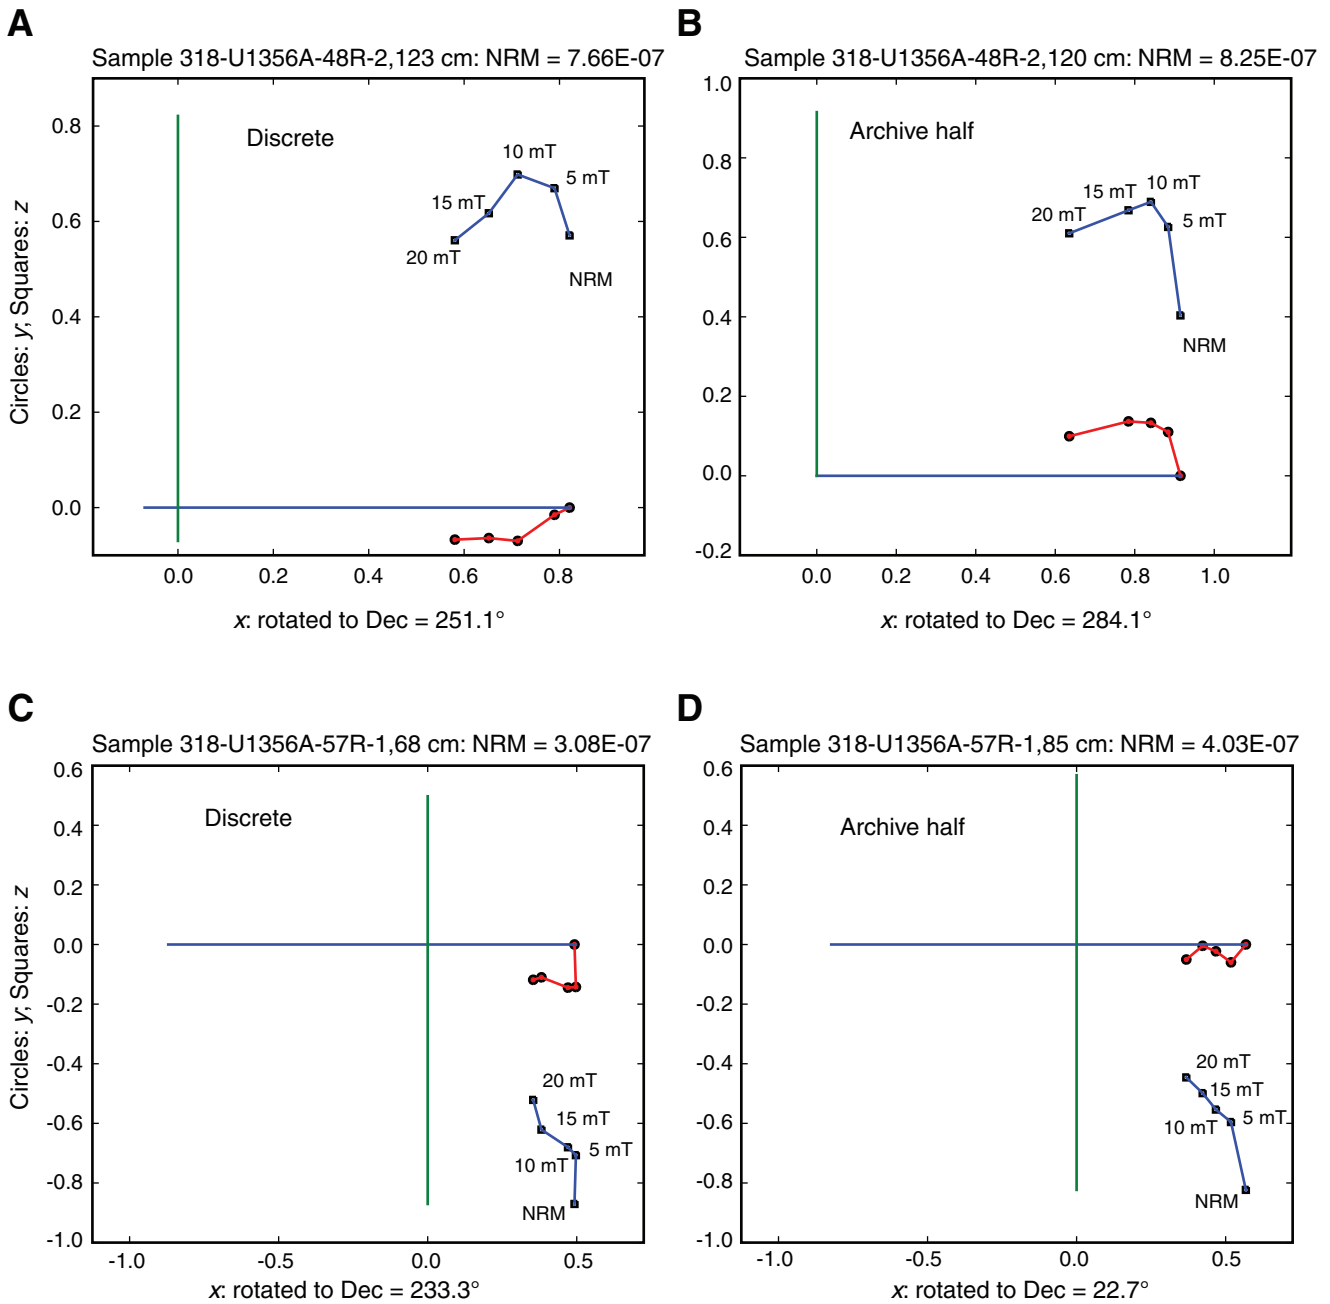 A
Sample 318-U1356A-48R-2,123 cm: NRM = 7.66E-07
Discrete
10 mT
5 mT
15 mT
20 mT
NRM
0.8
0.6
0.4
0.2
0.0
Circles: y; Squares: z
0.0 0.2 0.4 0.6 0.8
x: rotated to Dec = 251.1°
B
Sample 318-U1356A-48R-2,120 cm: NRM = 8.25E-07
Archive half
10 mT
15 mT
20 mT
5 mT
NRM
1.0
0.8
0.6
0.4
0.2
0.0
-0.2
0.0 0.2 0.4 0.6 0.8 1.0
x: rotated to Dec = 284.1°
C
Sample 318-U1356A-57R-1,68 cm: NRM = 3.08E-07
Discrete
20 mT
15 mT
5 mT
10 mT
NRM
0.6
0.4
0.2
0.0
-0.2
-0.4
-0.6
-0.8
-1.0
Circles: y; Squares: z
-1.0 -0.5 0.0 0.5
x: rotated to Dec = 233.3°
D
Sample 318-U1356A-57R-1,85 cm: NRM = 4.03E-07
Archive half
20 mT
15 mT
5 mT
10 mT
NRM
0.6
0.4
0.2
0.0
-0.2
-0.4
-0.6
-0.8
-1.0
-1.0 -0.5 0.0 0.5
x: rotated to Dec = 22.7°